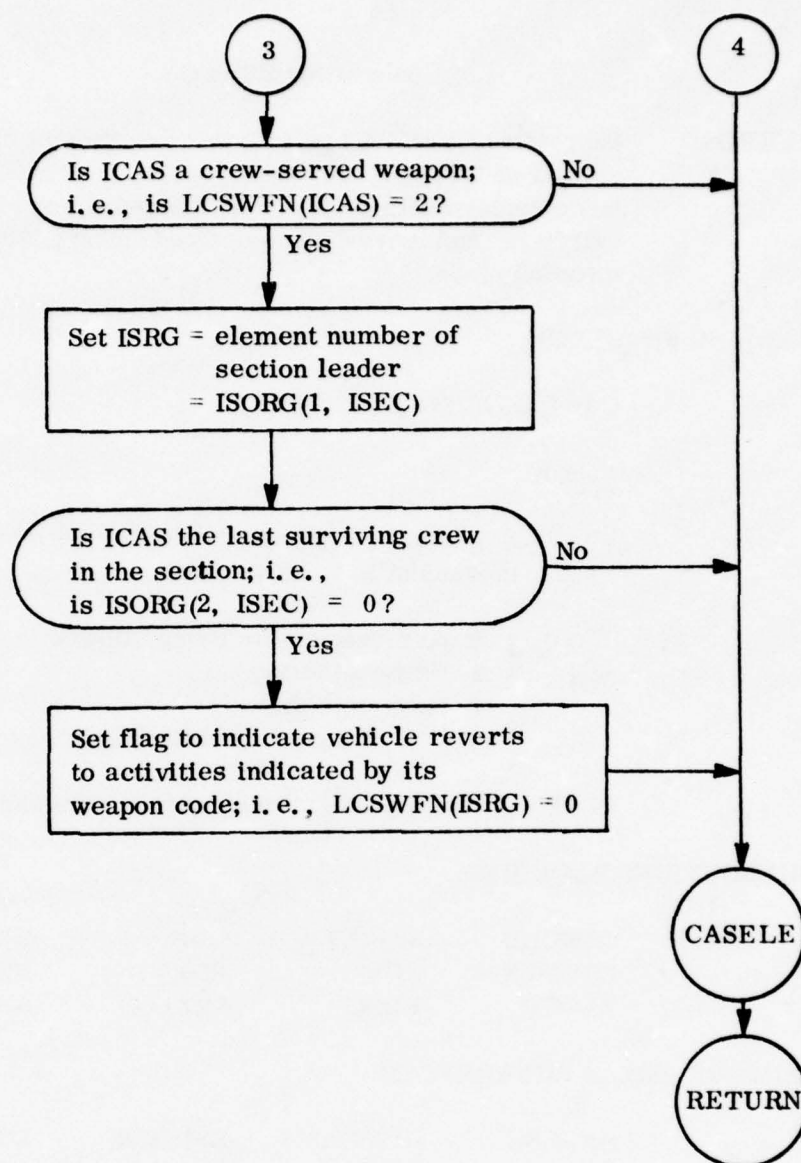 3
4
Is ICAS a crew-served weapon;
i. e., is LCSWFN(ICAS) = 2?
No
Yes
Set ISRG = element number of
section leader
= ISORG(1, ISEC)
Is ICAS the last surviving crew
in the section; i. e.,
is ISORG(2, ISEC) = 0?
No
Yes
Set flag to indicate vehicle reverts
to activities indicated by its
weapon code; i. e., LCSWFN(ISRG) = 0
CASELE
RETURN